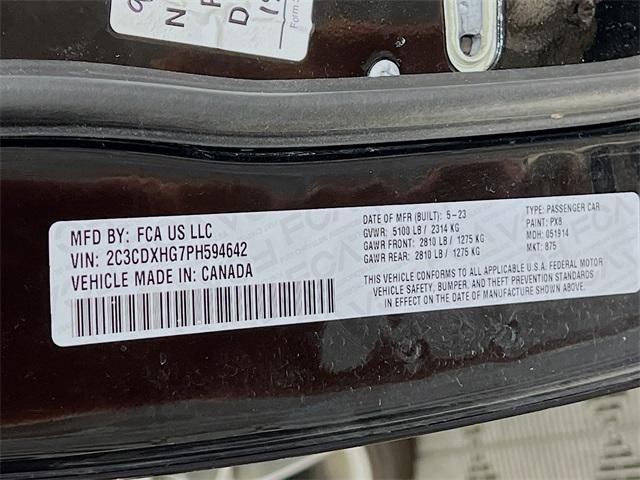 MFD BY: FCA US LLC
VIN: 2C3CDXHG7PH594642
VEHICLE MADE IN: CANADA
DATE OF MFR (BUILT): 5-23
GVWR: 5100 LB / 2314 KG
GAWR FRONT: 2810 LB / 1275 KG
GAWR REAR: 2810 LB / 1275 KG
TYPE: PASSENGER CAR
PAINT: PX8
MDH: 051914
MKT: B75
THIS VEHICLE CONFORMS TO ALL APPLICABLE U.S.A. FEDERAL MOTOR
VEHICLE SAFETY, BUMPER, AND THEFT PREVENTION STANDARDS
IN EFFECT ON THE DATE OF MANUFACTURE SHOWN ABOVE.